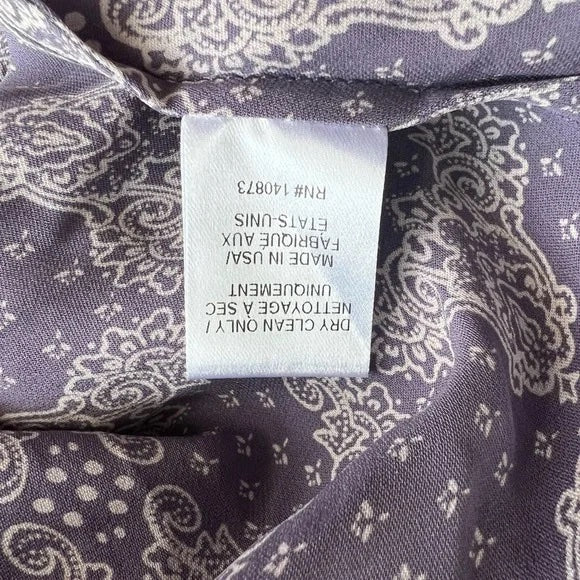 DRY CLEAN ONLY/
NETTOYAGE A SEC
UNIQUEMENT
MADE IN USA/
FABRIQUE AUX
ETATS-UNIS
RN# 140873